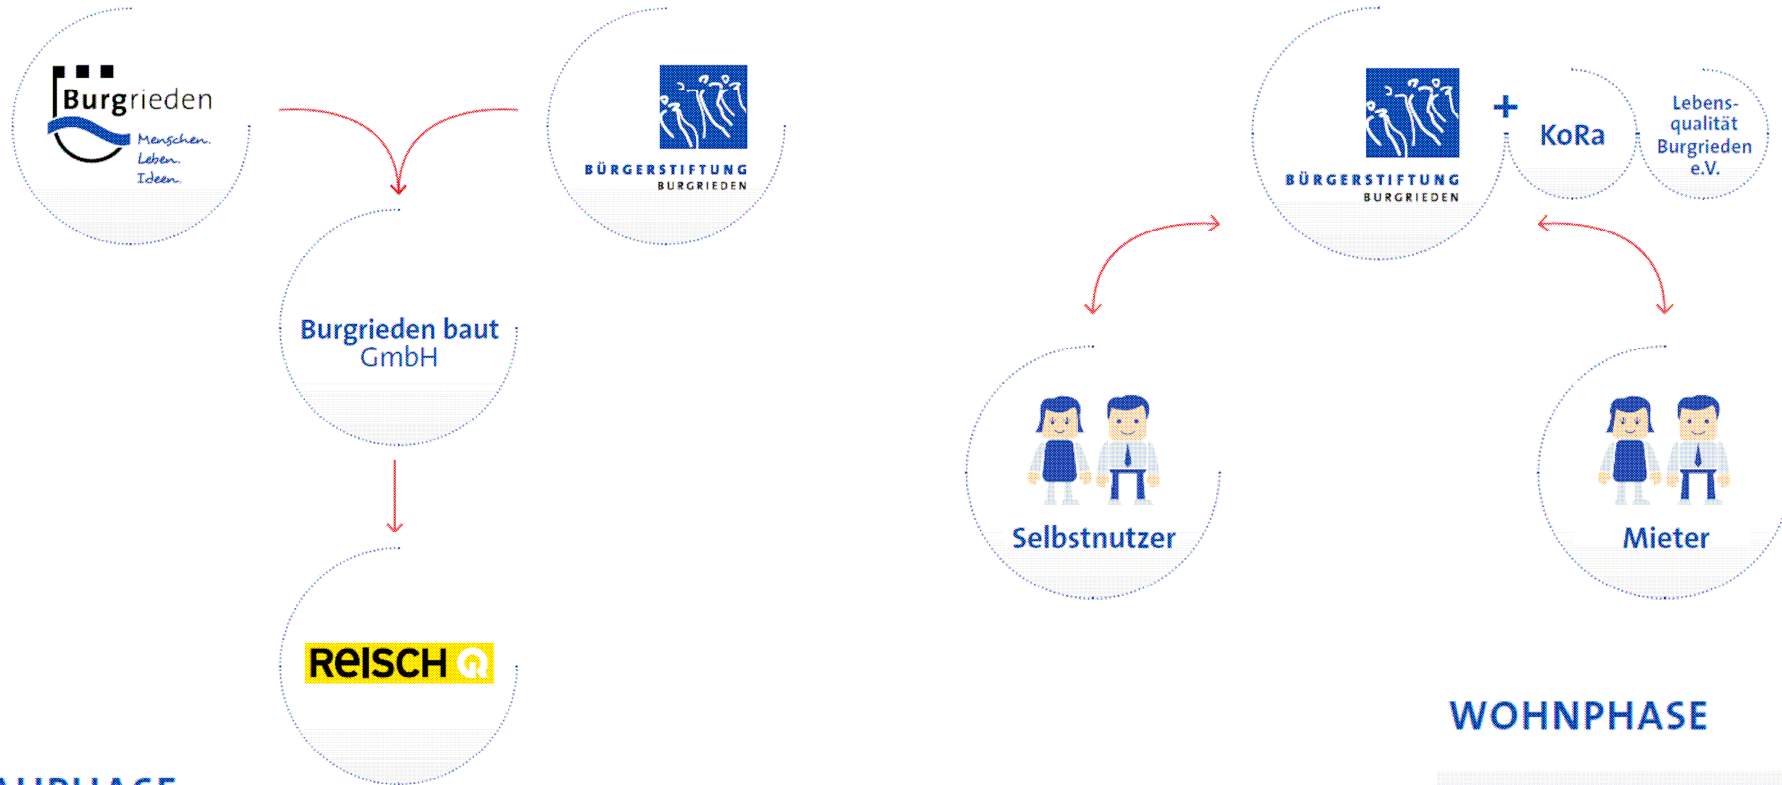 Burgrieden
Menschen.
Leben.
Ideen.
BÜRGERSTIFTUNG
BURGRIEDEN
Burgrieden baut
GmbH
Reisch
BÜRGERSTIFTUNG
BURGRIEDEN
+
KoRa
Lebens-
qualität
Burgrieden
e.V.
Selbstnutzer
Mieter
WOHNPHASE